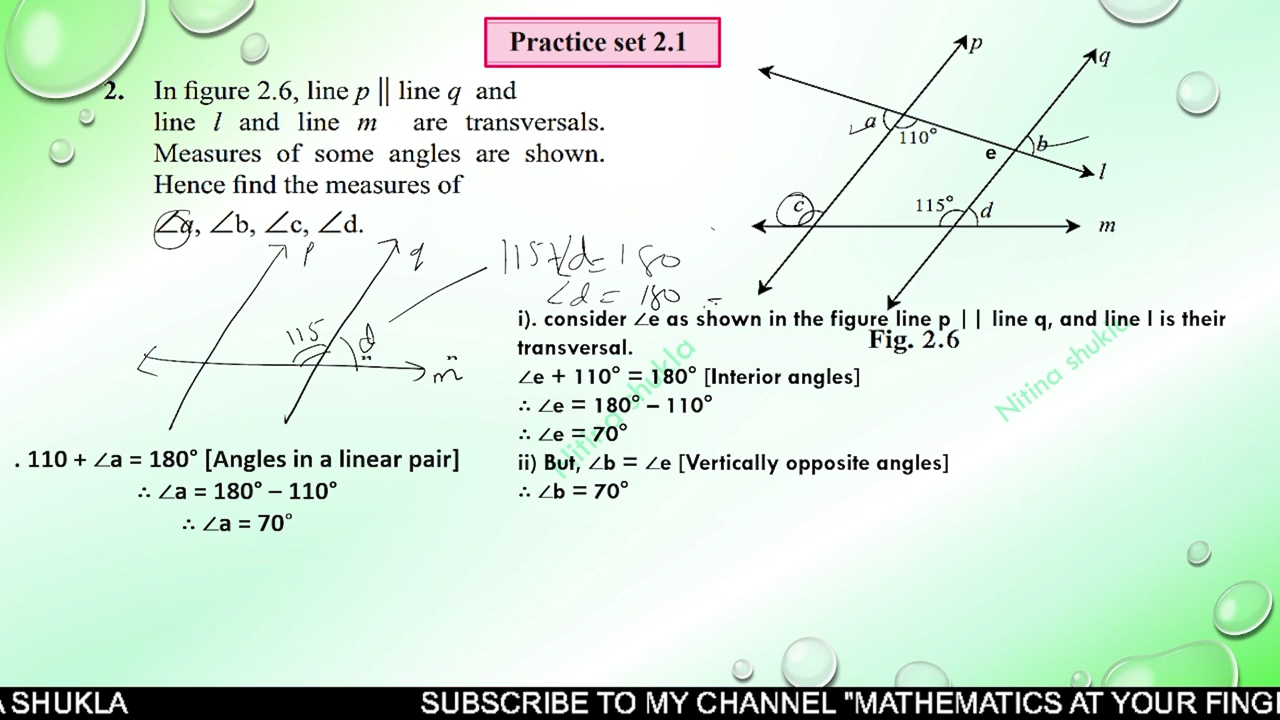 Practice set 2.1
2. In figure 2.6, line p || line q and
line l and line m are transversals.
Measures of some angles are shown.
Hence find the measures of
∠a, ∠b, ∠c, ∠d.
p
q
l
m
a
110°
e
b
c
115°
d
Fig. 2.6
p
q
115
d
m
115 + ∠d = 180
∠d = 180 -
i). consider ∠e as shown in the figure line p || line q, and line l is their
transversal.
∠e + 110° = 180° [Interior angles]
∴ ∠e = 180° – 110°
∴ ∠e = 70°
ii) But, ∠b = ∠e [Vertically opposite angles]
∴ ∠b = 70°
. 110 + ∠a = 180° [Angles in a linear pair]
∴ ∠a = 180° – 110°
∴ ∠a = 70°
Nitina shukla
Nitina shukla
A SHUKLA SUBSCRIBE TO MY CHANNEL "MATHEMATICS AT YOUR FING